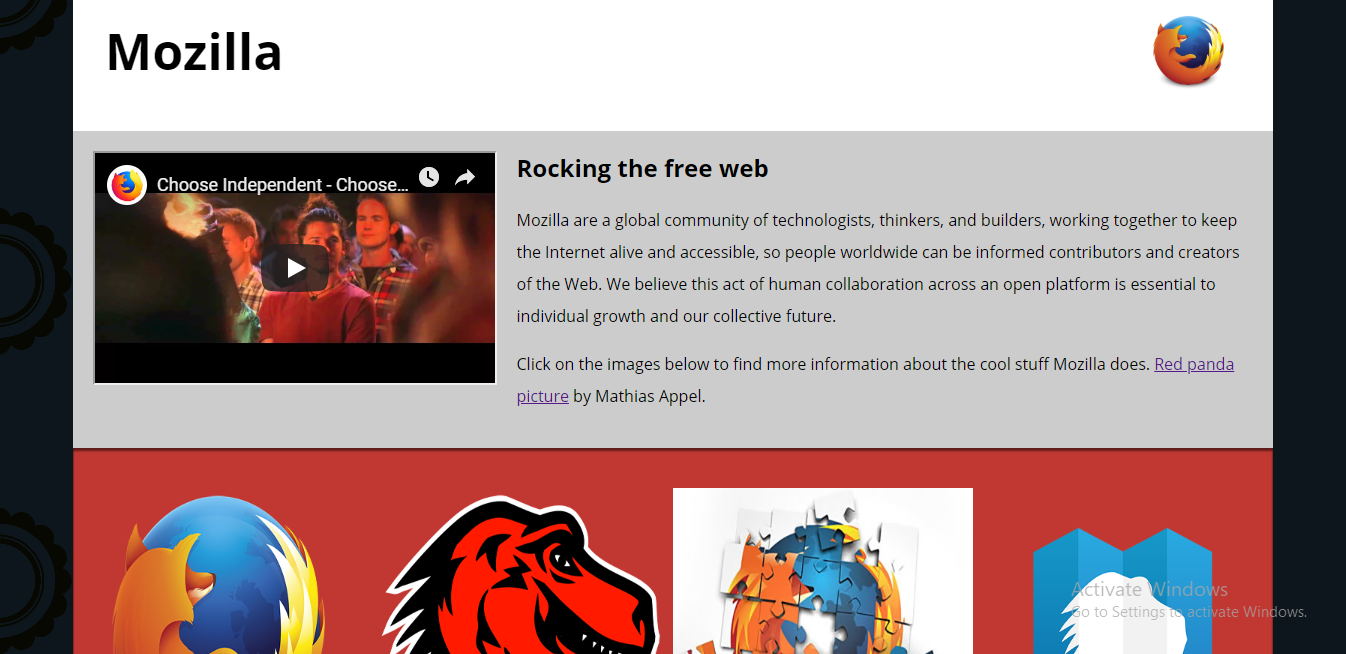 Mozilla
Choose Independent - Choose...
Rocking the free web
Mozilla are a global community of technologists, thinkers, and builders, working together to keep
the Internet alive and accessible, so people worldwide can be informed contributors and creators
of the Web. We believe this act of human collaboration across an open platform is essential to
individual growth and our collective future.
Click on the images below to find more information about the cool stuff Mozilla does. Red panda
picture by Mathias Appel.
Activate Windows
Go to Settings to activate Windows.